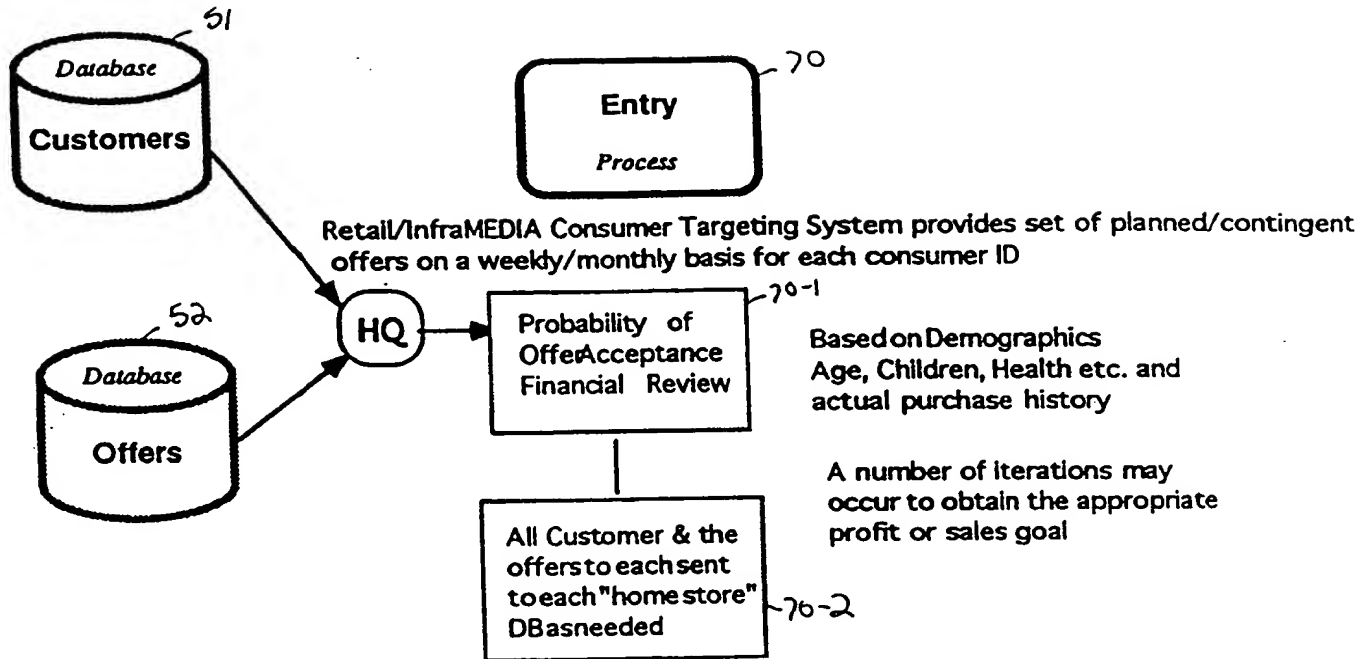 51
Database
Customers
70
Entry
Process
Retail/InfraMEDIA Consumer Targeting System provides set of planned/contingent
offers on a weekly/monthly basis for each consumer ID
52
Database
Offers
HQ
70-1
Probability of
OfferAcceptance
Financial Review
Based on Demographics
Age, Children, Health etc. and
actual purchase history
A number of iterations may
occur to obtain the appropriate
profit or sales goal
All Customer & the
offers to each sent
to each "home store"
DB as needed
70-2